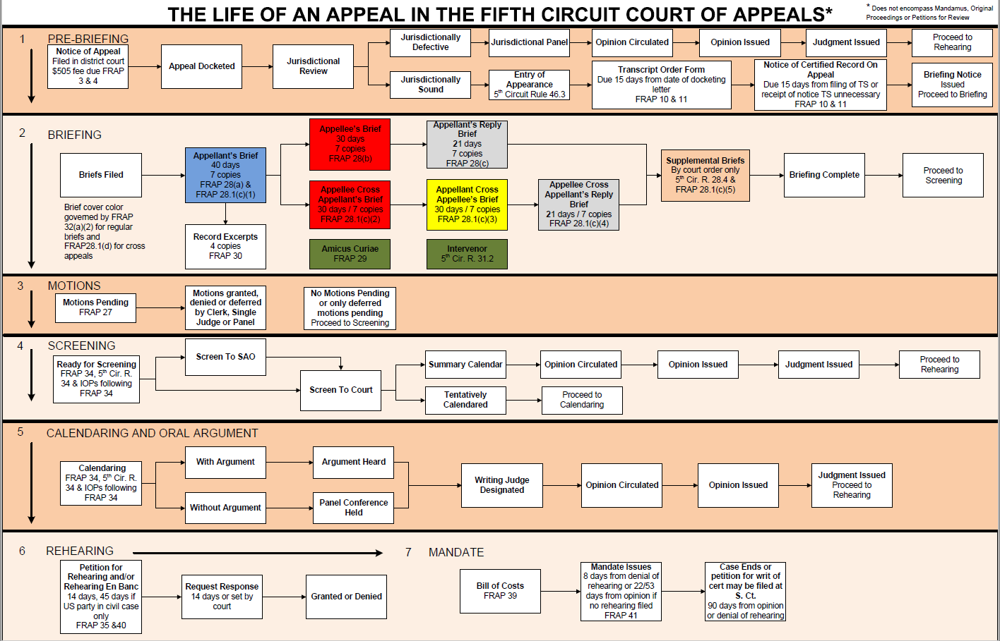 THE LIFE OF AN APPEAL IN THE FIFTH CIRCUIT COURT OF APPEALS*
* Does not encompass Mandamus, Original
Proceedings or Petitions for Review
1 PRE-BRIEFING
Notice of Appeal
Filed in district court
$505 fee due FRAP
3 & 4
Appeal Docketed
Jurisdictional
Review
Jurisdictionally
Defective
Jurisdictional Panel
Opinion Circulated
Opinion Issued
Judgment Issued
Proceed to
Rehearing
Jurisdictionally
Sound
Entry of
Appearance
5th Circuit Rule 46.3
Transcript Order Form
Due 15 days from date of docketing
letter
FRAP 10 & 11
Notice of Certified Record On
Appeal
Due 15 days from filing of TS or
receipt of notice TS unnecessary
FRAP 10 & 11
Briefing Notice
Issued
Proceed to Briefing
2 BRIEFING
Briefs Filed
Brief cover color
governed by FRAP
32(a)(2) for regular
briefs and
FRAP28.1(d) for cross
appeals
Appellant's Brief
40 days
7 copies
FRAP 28(a) &
FRAP 28.1(c)(1)
Record Excerpts
4 copies
FRAP 30
Appellee's Brief
30 days
7 copies
FRAP 28(b)
Appellant's Reply
Brief
21 days
7 copies
FRAP 28(c)
Appellee Cross
Appellant's Brief
30 days / 7 copies
FRAP 28.1(c)(2)
Appellant Cross
Appellee's Brief
30 days / 7 copies
FRAP 28.1(c)(3)
Appellee Cross
Appellant's Reply
Brief
21 days / 7 copies
FRAP 28.1(c)(4)
Amicus Curiae
FRAP 29
Intervenor
5th Cir. R. 31.2
Supplemental Briefs
By court order only
5th Cir. R. 28.4 &
FRAP 28.1(c)(5)
Briefing Complete
Proceed to
Screening
3 MOTIONS
Motions Pending
FRAP 27
Motions granted,
denied or deferred
by Clerk, Single
Judge or Panel
No Motions Pending
or only deferred
motions pending
Proceed to Screening
4 SCREENING
Ready for Screening
FRAP 34, 5th Cir. R.
34 & IOPs following
FRAP 34
Screen To SAO
Screen To Court
Summary Calendar
Opinion Circulated
Opinion Issued
Judgment Issued
Proceed to
Rehearing
Tentatively
Calendared
Proceed to
Calendaring
5 CALENDARING AND ORAL ARGUMENT
Calendaring
FRAP 34, 5th Cir. R.
34 & IOPs following
FRAP 34
With Argument
Argument Heard
Without Argument
Panel Conference
Held
Writing Judge
Designated
Opinion Circulated
Opinion Issued
Judgment Issued
Proceed to
Rehearing
6 REHEARING
Petition for
Rehearing and/or
Rehearing En Banc
14 days, 45 days if
US party in civil case
only
FRAP 35 &40
Request Response
14 days or set by
court
Granted or Denied
7 MANDATE
Bill of Costs
FRAP 39
Mandate Issues
8 days from denial of
rehearing or 22/53
days from opinion if
no rehearing filed
FRAP 41
Case Ends or
petition for writ of
cert may be filed at
S. Ct.
90 days from opinion
or denial of rehearing